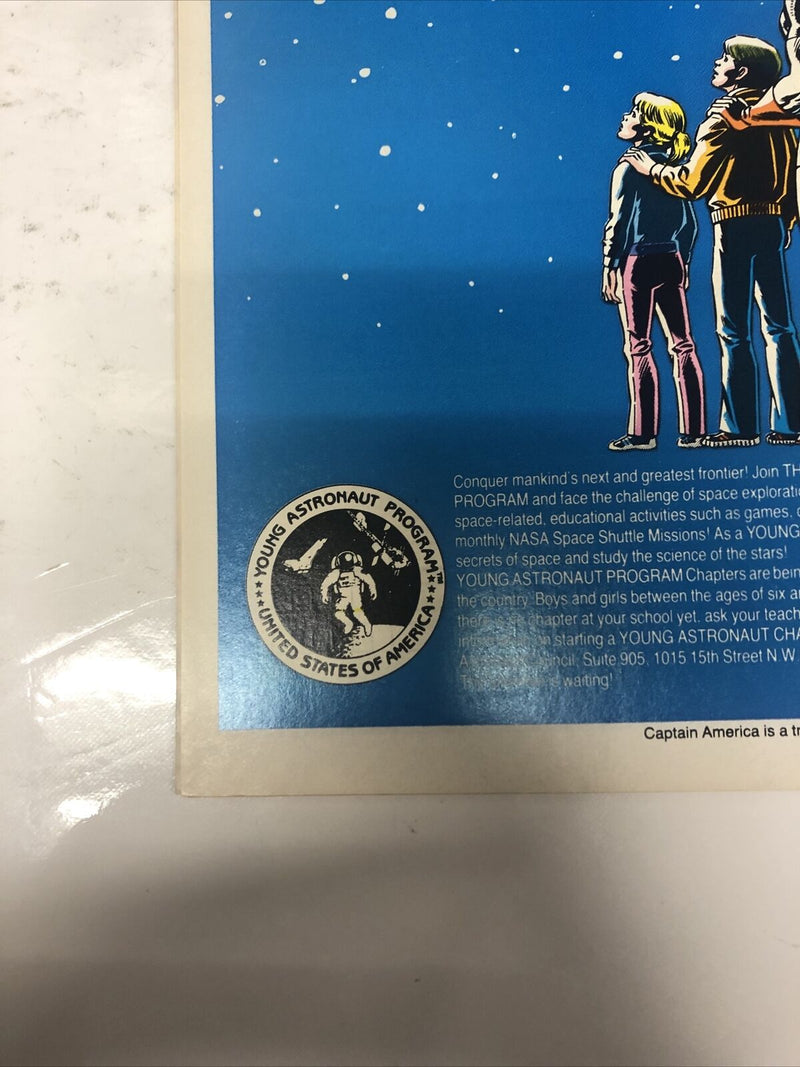 Conquer mankind's next and greatest frontier! Join TH
PROGRAM and face the challenge of space explorati
space-related, educational activities such as games,
monthly NASA Space Shuttle Missions! As a YOUNG
secrets of space and study the science of the stars!
YOUNG ASTRONAUT PROGRAM Chapters are bein
the country. Boys and girls between the ages of six a
chapter at your school yet, ask your teach
on starting a YOUNG ASTRONAUT CHA
Council, Suite 905, 1015 15th Street N.W.
waiting!
YOUNG ASTRONAUT PROGRAM™
UNITED STATES OF AMERICA
Captain America is a tr